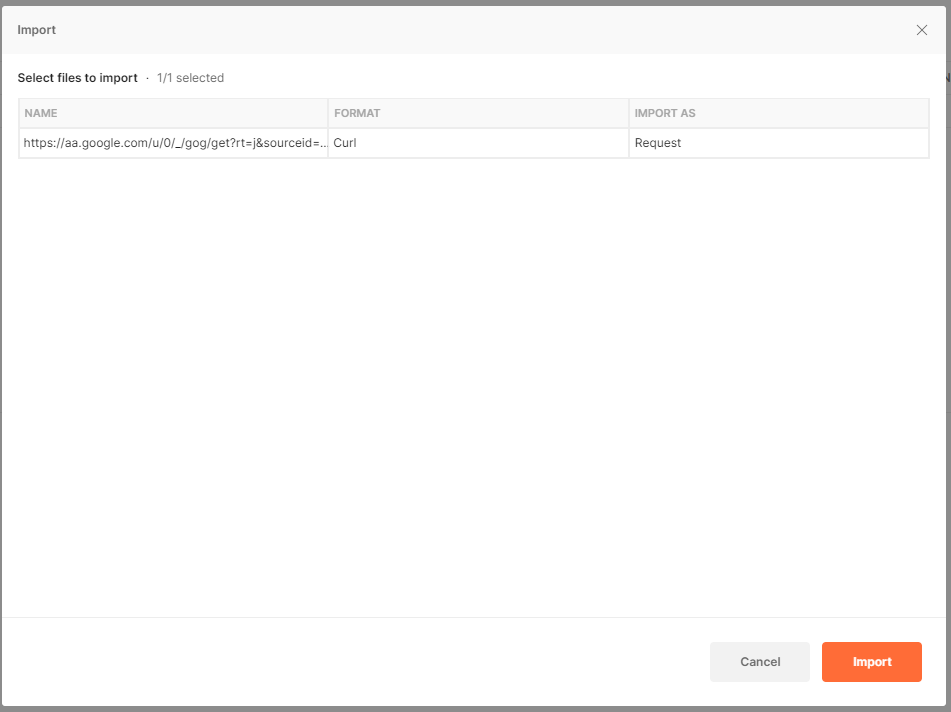 Import
Select files to import · 1/1 selected
NAME FORMAT IMPORT AS
https://aa.google.com/u/0/_/gog/get?rt=j&sourceid=... Curl Request
Cancel Import